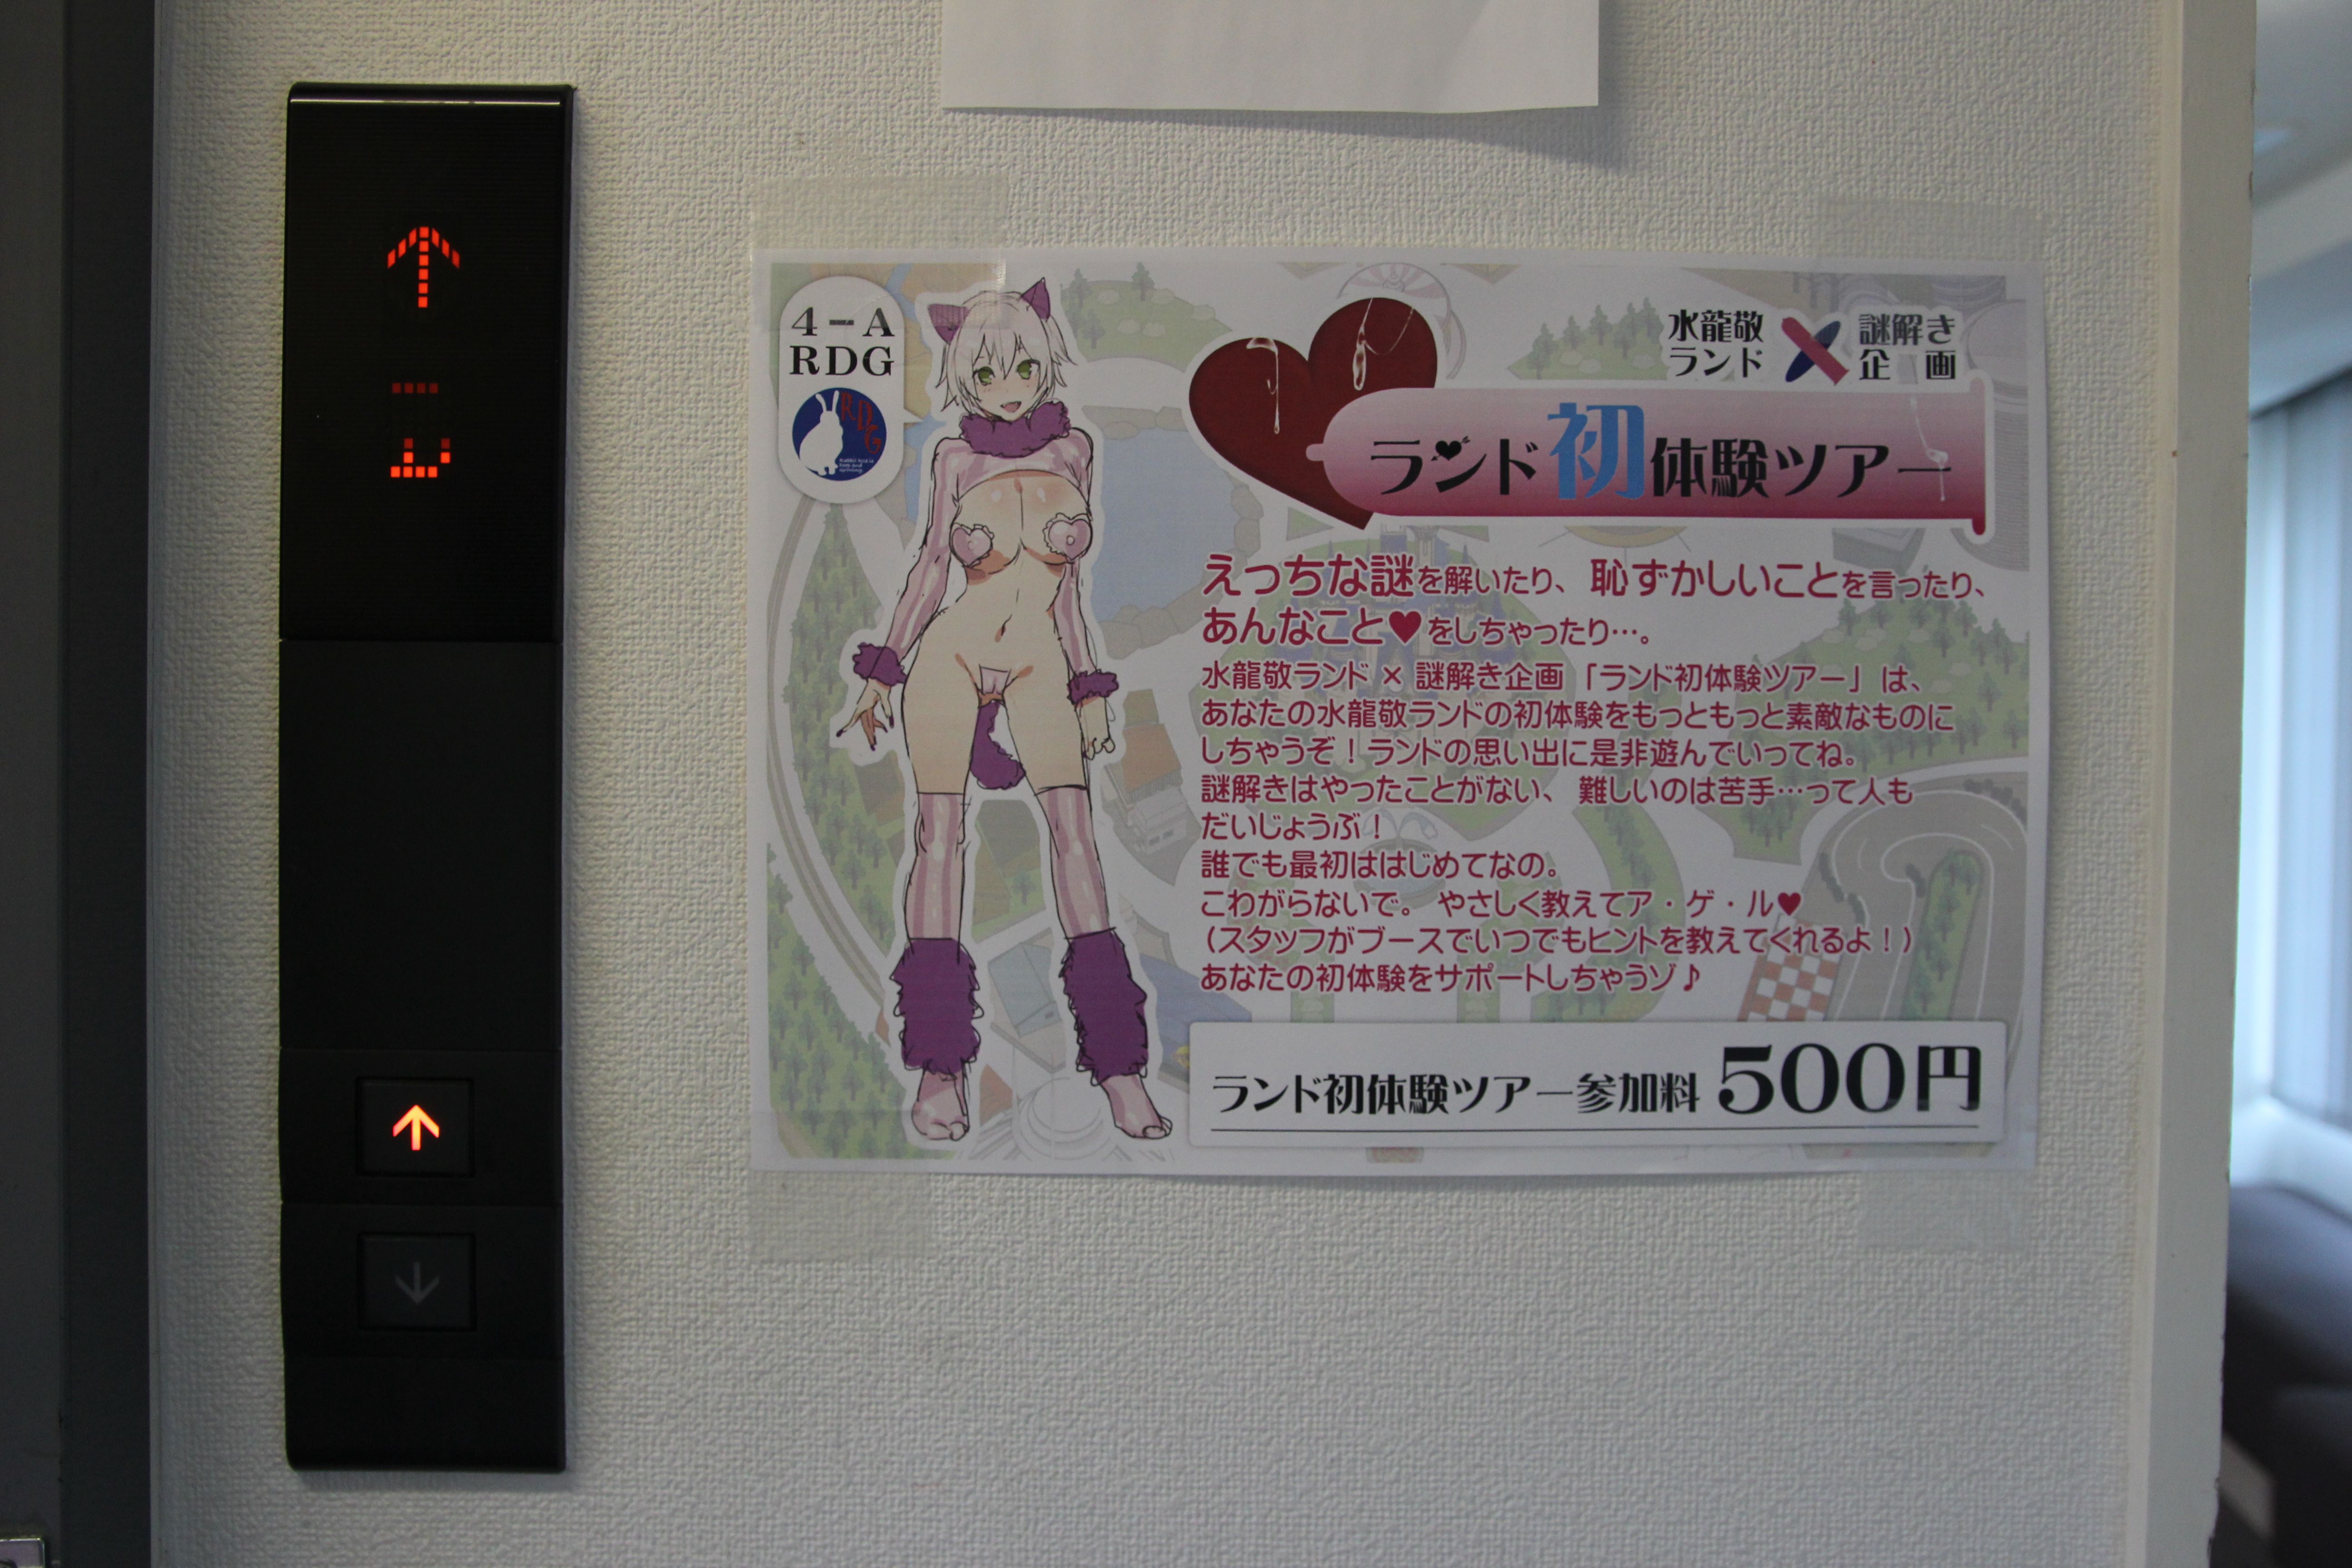 4-A
RDG
RDG
水龍敬
ランド
謎解き
企画
ランド初体験ツアー
えっちな謎を解いたり、恥ずかしいことを言ったり、
あんなこと♥をしちゃったり…。
水龍敬ランド×謎解き企画「ランド初体験ツアー」は、
あなたの水龍敬ランドの初体験をもっともっと素敵なものに
しちゃうぞ！ランドの思い出に是非遊んでいってね。
謎解きはやったことがない、難しいのは苦手…って人も
だいじょうぶ！
誰でも最初ははじめてなの。
こわがらないで。やさしく教えてア・ゲ・ル♥
（スタッフがブースでいつでもヒントを教えてくれるよ！）
あなたの初体験をサポートしちゃうゾ♪
ランド初体験ツアー参加料 500円